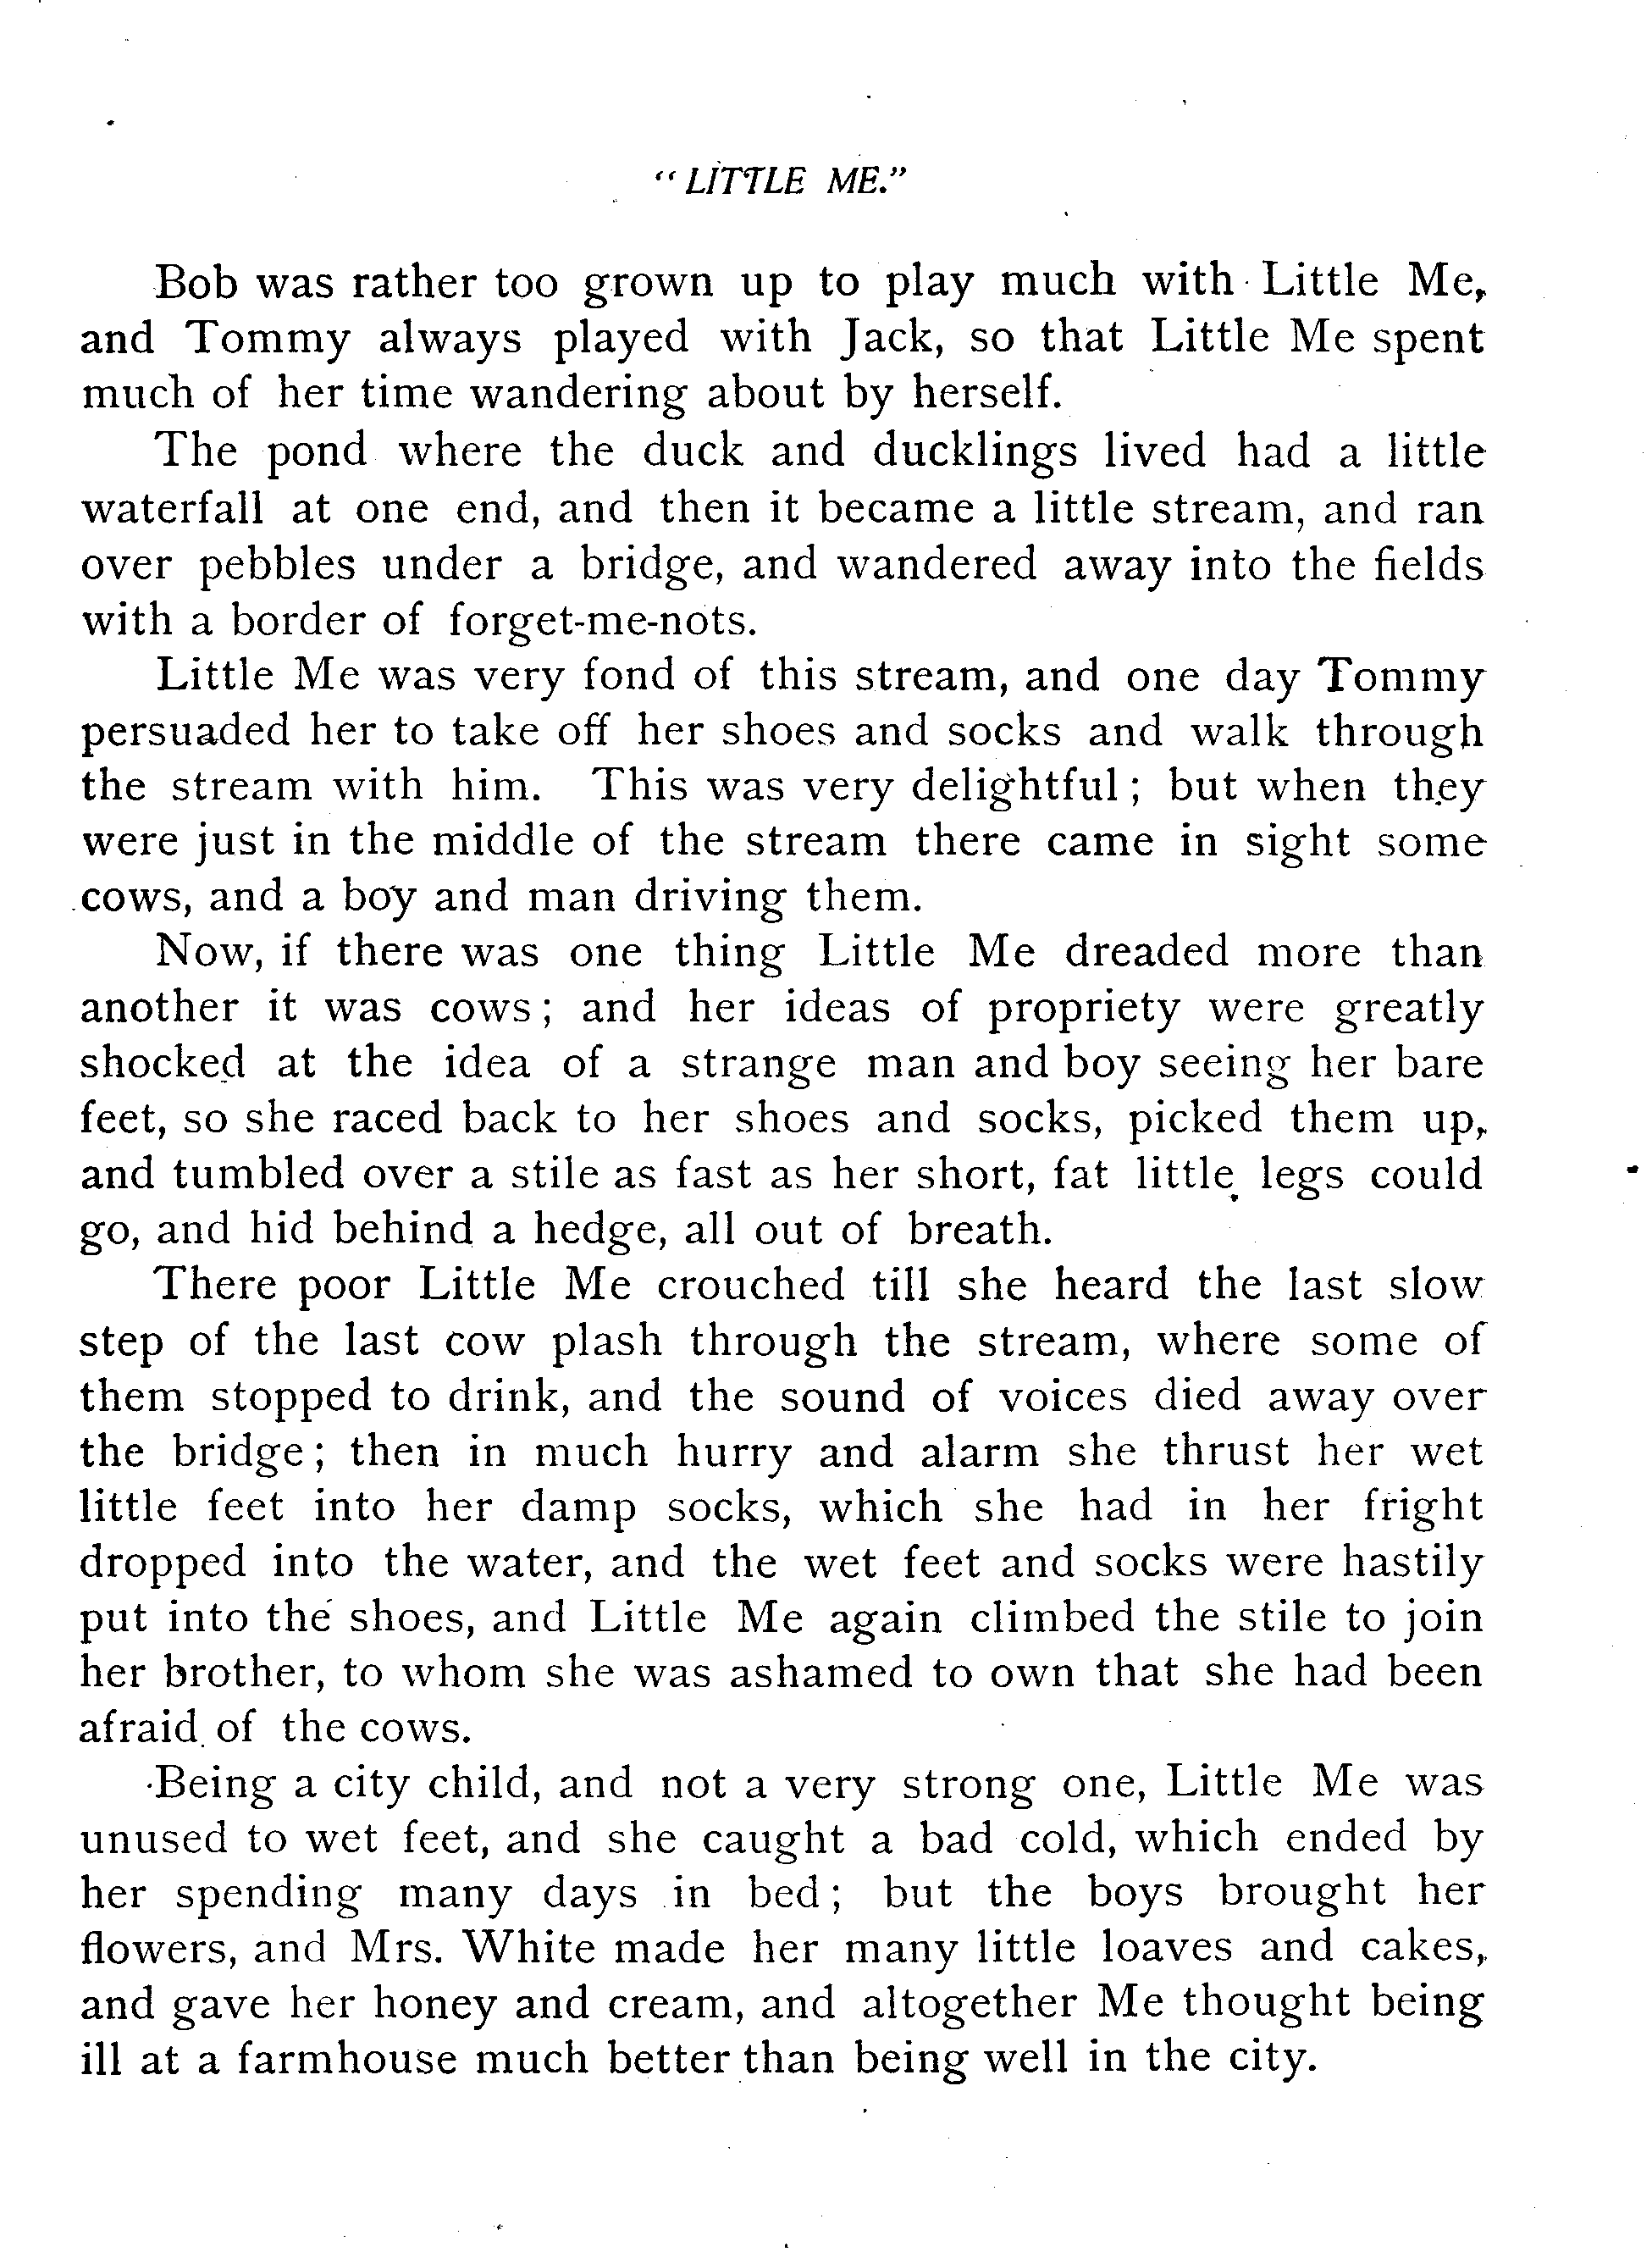 " LITTLE ME."
Bob was rather too grown up to play much with Little Me,
and Tommy always played with Jack, so that Little Me spent
much of her time wandering about by herself.
The pond where the duck and ducklings lived had a little
waterfall at one end, and then it became a little stream, and ran
over pebbles under a bridge, and wandered away into the fields
with a border of forget-me-nots.
Little Me was very fond of this stream, and one day Tommy
persuaded her to take off her shoes and socks and walk through
the stream with him. This was very delightful ; but when they
were just in the middle of the stream there came in sight some
cows, and a boy and man driving them.
Now, if there was one thing Little Me dreaded more than
another it was cows ; and her ideas of propriety were greatly
shocked at the idea of a strange man and boy seeing her bare
feet, so she raced back to her shoes and socks, picked them up,
and tumbled over a stile as fast as her short, fat little legs could
go, and hid behind a hedge, all out of breath.
There poor Little Me crouched till she heard the last slow
step of the last cow plash through the stream, where some of
them stopped to drink, and the sound of voices died away over
the bridge ; then in much hurry and alarm she thrust her wet
little feet into her damp socks, which she had in her fright
dropped into the water, and the wet feet and socks were hastily
put into the shoes, and Little Me again climbed the stile to join
her brother, to whom she was ashamed to own that she had been
afraid of the cows.
Being a city child, and not a very strong one, Little Me was
unused to wet feet, and she caught a bad cold, which ended by
her spending many days in bed ; but the boys brought her
flowers, and Mrs. White made her many little loaves and cakes,
and gave her honey and cream, and altogether Me thought being
ill at a farmhouse much better than being well in the city.